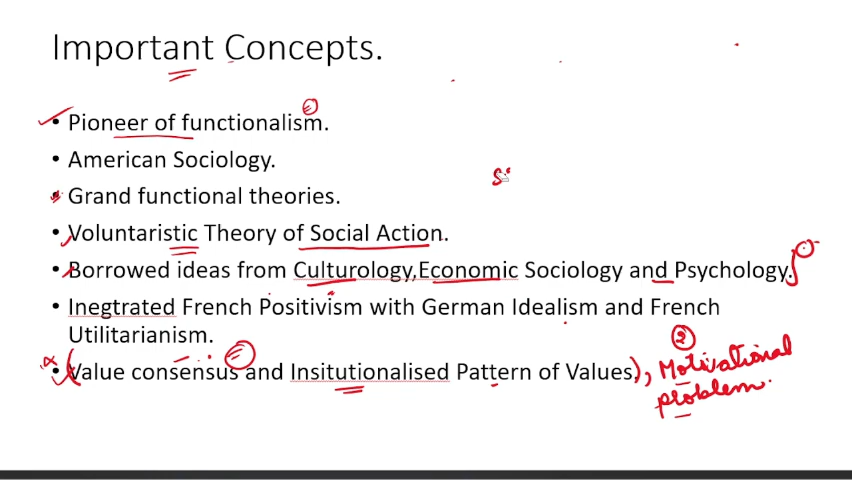 Important Concepts.
• Pioneer of functionalism.
• American Sociology.
• Grand functional theories.
• Voluntaristic Theory of Social Action.
• Borrowed ideas from Culturology,Economic Sociology and Psychology.
• Inegtrated French Positivism with German Idealism and French
Utilitarianism.
2
• Value consensus and Insitutionalised Pattern of Values.), Motivational
problem.